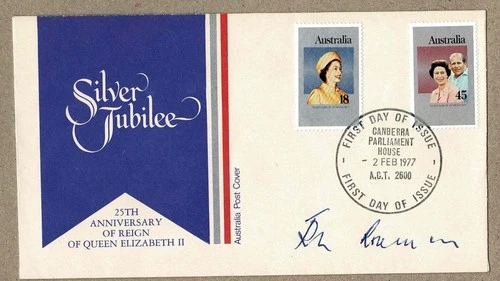 Silver
Jubilee
25TH
ANNIVERSARY
OF REIGN
OF QUEEN ELIZABETH II
Australia Post Cover
Australia
18
Australia
45
FIRST DAY OF ISSUE
CANBERRA
PARLIAMENT
HOUSE
- 2 FEB 1977
A.C.T. 2600
FIRST DAY OF ISSUE